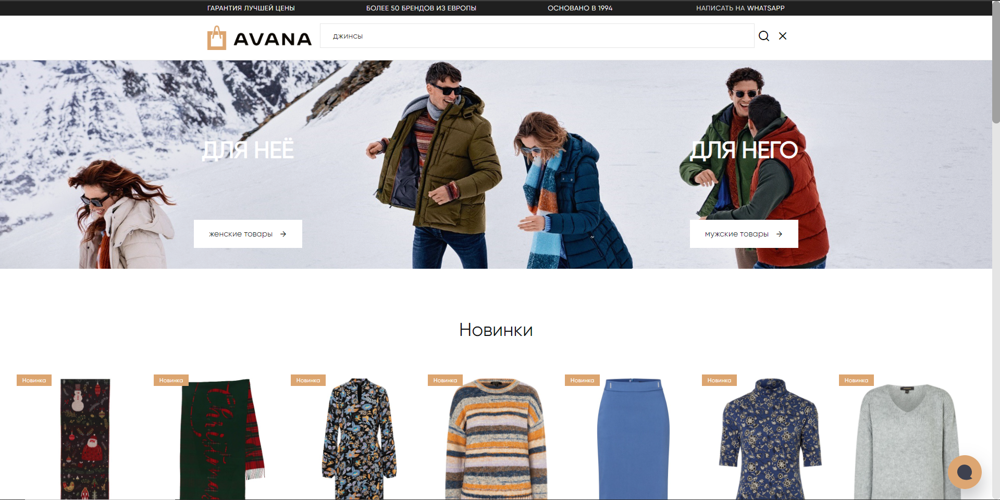 ГАРАНТИЯ ЛУЧШЕЙ ЦЕНЫ
БОЛЕЕ 50 БРЕНДОВ ИЗ ЕВРОПЫ
ОСНОВАНО В 1994
НАПИСАТЬ НА WHATSAPP
AVANA
джинсы
ДЛЯ НЕЁ
ДЛЯ НЕГО
женские товары
мужские товары
Новинки
Новинка
Новинка
Новинка
Новинка
Новинка
Новинка
Новинка